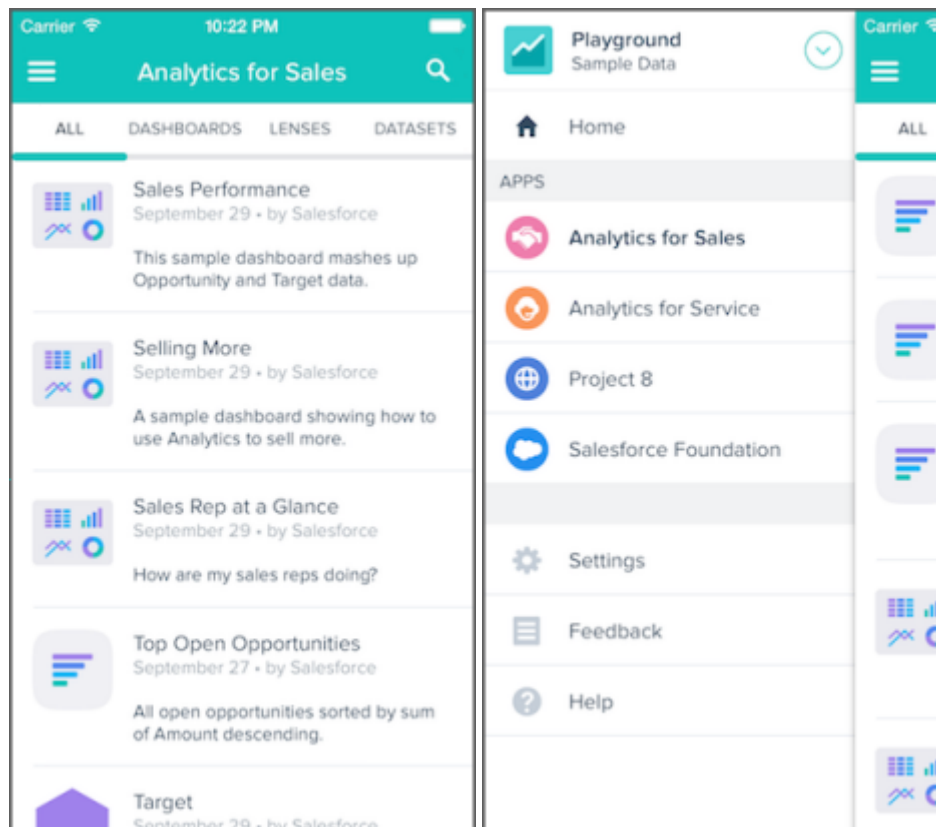 Carrier 10:22 PM
Analytics for Sales
ALL DASHBOARDS LENSES DATASETS
Sales Performance
September 29 • by Salesforce
This sample dashboard mashes up
Opportunity and Target data.
Selling More
September 29 • by Salesforce
A sample dashboard showing how to
use Analytics to sell more.
Sales Rep at a Glance
September 29 • by Salesforce
How are my sales reps doing?
Top Open Opportunities
September 27 • by Salesforce
All open opportunities sorted by sum
of Amount descending.
Target
September 29 • by Salesforce
Playground
Sample Data
Home
APPS
Analytics for Sales
Analytics for Service
Project 8
Salesforce Foundation
Settings
Feedback
Help
Carrier
ALL